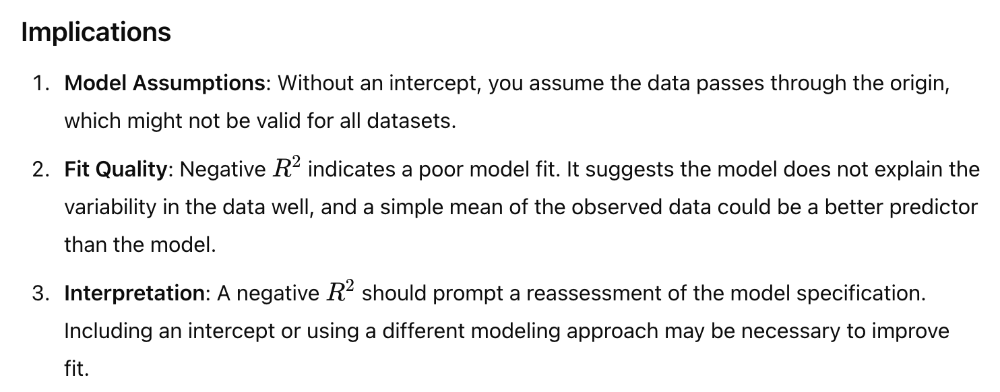 Implications
1. Model Assumptions: Without an intercept, you assume the data passes through the origin,
which might not be valid for all datasets.
2. Fit Quality: Negative R² indicates a poor model fit. It suggests the model does not explain the
variability in the data well, and a simple mean of the observed data could be a better predictor
than the model.
3. Interpretation: A negative R² should prompt a reassessment of the model specification.
Including an intercept or using a different modeling approach may be necessary to improve
fit.